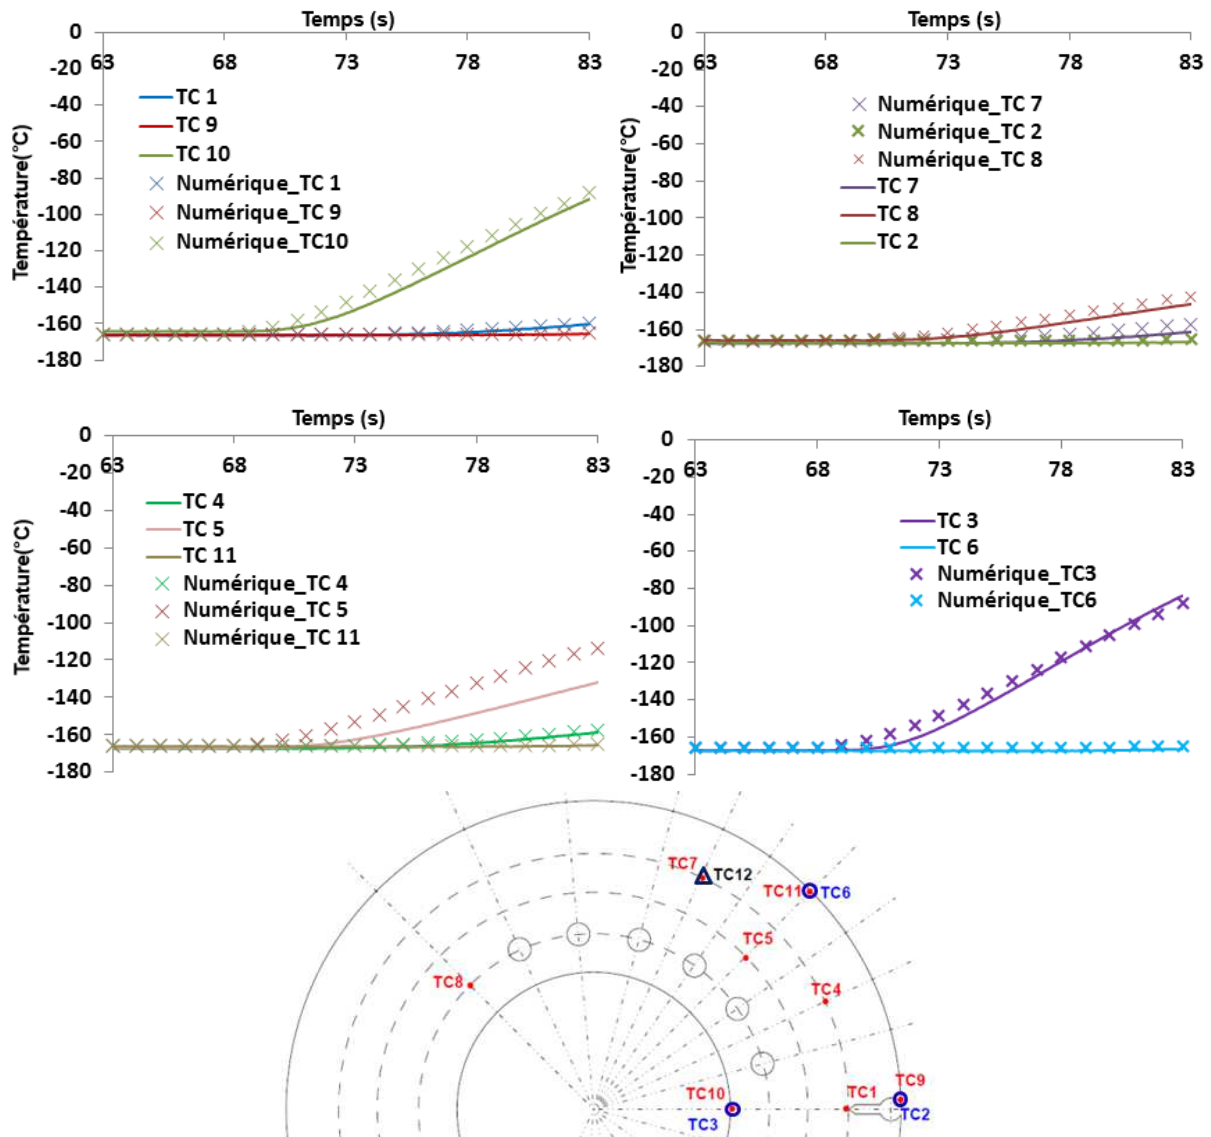 Temps (s)
0
63 68 73 78 83
-20
-40
-60
-80
-100
-120
-140
-160
-180
Température(°C)
TC 1
TC 9
TC 10
Numérique_TC 1
Numérique_TC 9
Numérique_TC10
Temps (s)
0
63 68 73 78 83
-20
-40
-60
-80
-100
-120
-140
-160
-180
Température(°C)
Numérique_TC 7
Numérique_TC 2
Numérique_TC 8
TC 7
TC 8
TC 2
Temps (s)
0
63 68 73 78 83
-20
-40
-60
-80
-100
-120
-140
-160
-180
Température(°C)
TC 4
TC 5
TC 11
Numérique_TC 4
Numérique_TC 5
Numérique_TC 11
Temps (s)
0
63 68 73 78 83
-20
-40
-60
-80
-100
-120
-140
-160
-180
TC 3
TC 6
Numérique_TC3
Numérique_TC6
TC7 TC12
TC11 TC6
TC5
TC8
TC4
TC10 TC1 TC9
TC3 TC2